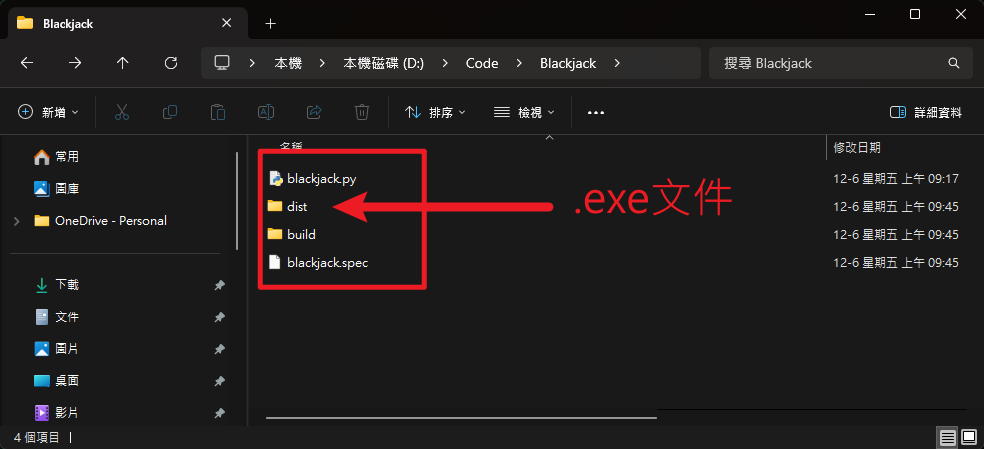 Blackjack
本機 > 本機磁碟 (D:) > Code > Blackjack >
搜尋 Blackjack
新增
排序
檢視
詳細資料
常用
圖庫
OneDrive - Personal
下載
文件
圖片
桌面
影片
名稱
修改日期
blackjack.py
12-6 星期五 上午 09:17
dist
12-6 星期五 上午 09:45
build
12-6 星期五 上午 09:45
blackjack.spec
12-6 星期五 上午 09:45
.exe文件
4 個項目